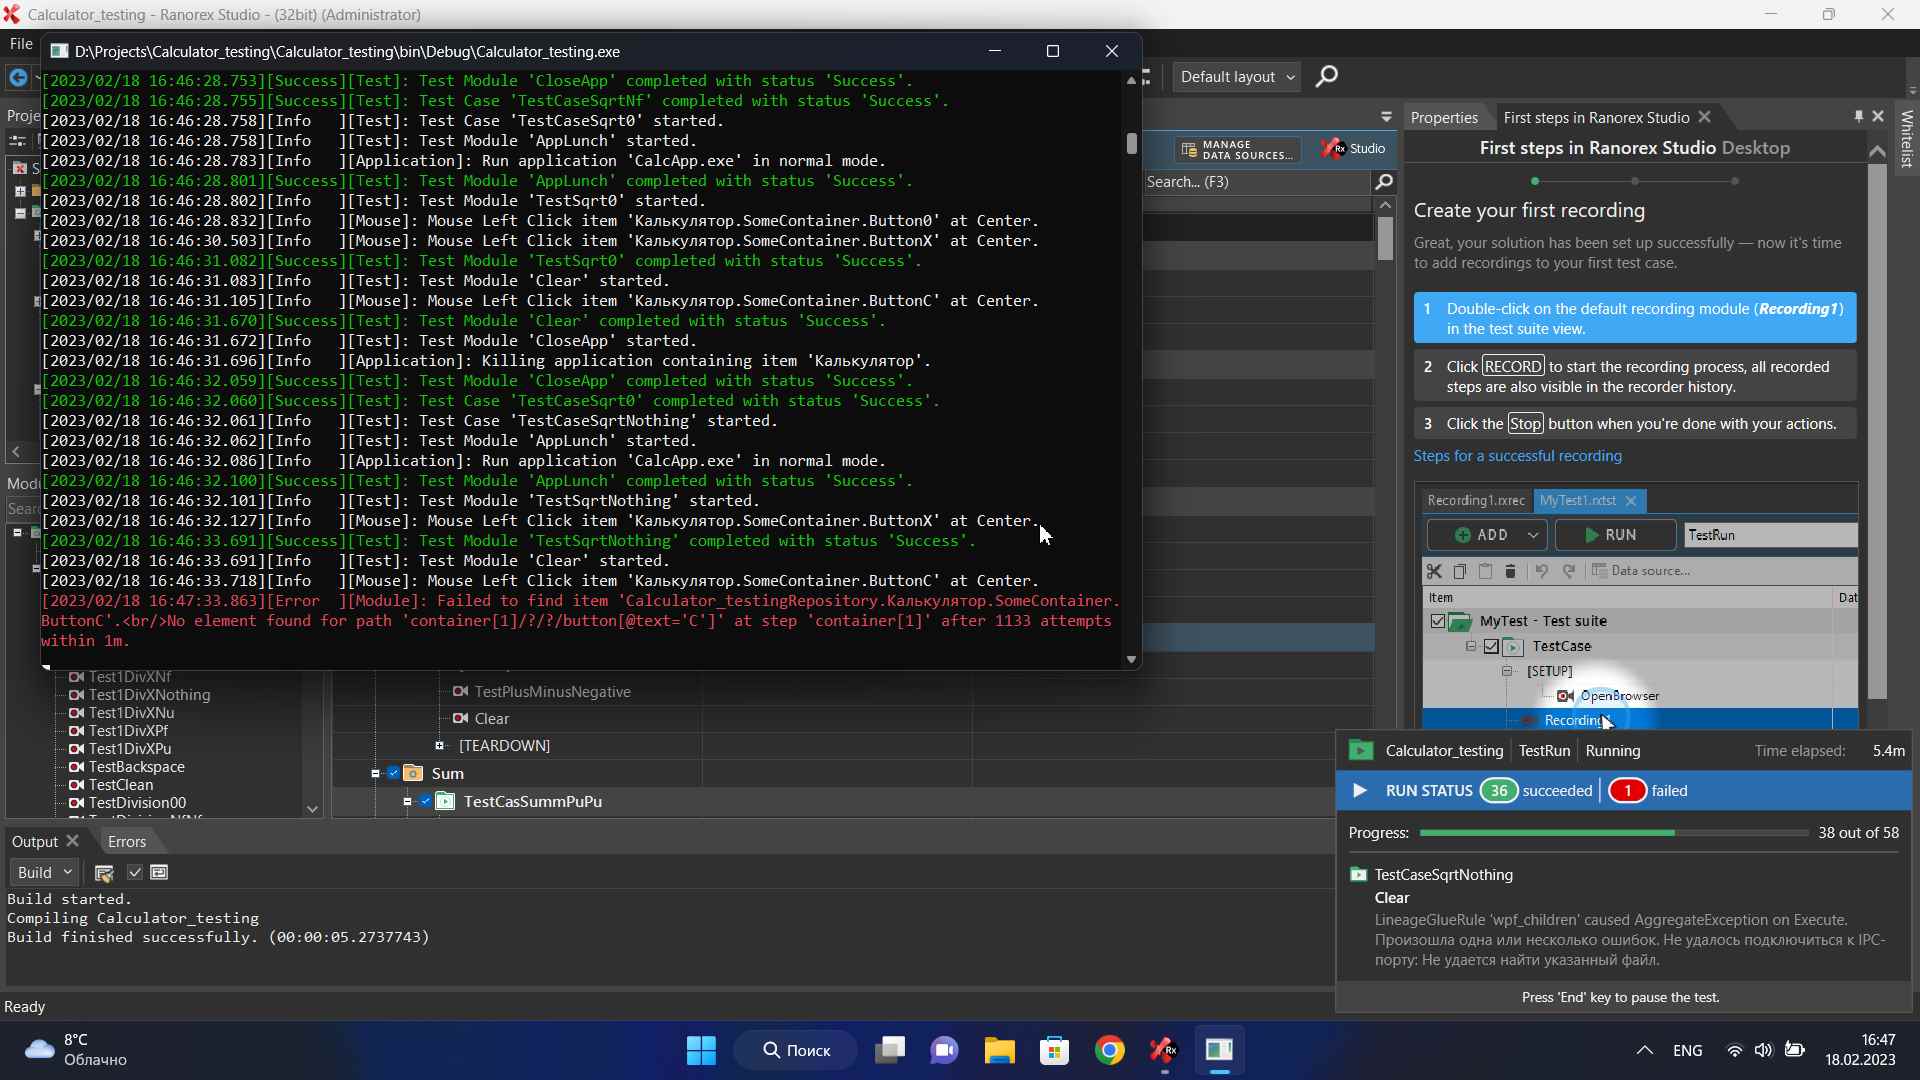 Calculator_testing - Ranorex Studio - (32bit) (Administrator)
File
D:\Projects\Calculator_testing\Calculator_testing\bin\Debug\Calculator_testing.exe
[2023/02/18 16:46:28.753][Success][Test]: Test Module 'CloseApp' completed with status 'Success'.
[2023/02/18 16:46:28.755][Success][Test]: Test Case 'TestCaseSqrtNf' completed with status 'Success'.
[2023/02/18 16:46:28.758][Info   ][Test]: Test Case 'TestCaseSqrt0' started.
[2023/02/18 16:46:28.758][Info   ][Test]: Test Module 'AppLunch' started.
[2023/02/18 16:46:28.783][Info   ][Application]: Run application 'CalcApp.exe' in normal mode.
[2023/02/18 16:46:28.801][Success][Test]: Test Module 'AppLunch' completed with status 'Success'.
[2023/02/18 16:46:28.802][Info   ][Test]: Test Module 'TestSqrt0' started.
[2023/02/18 16:46:28.832][Info   ][Mouse]: Mouse Left Click item 'Калькулятор.SomeContainer.Button0' at Center.
[2023/02/18 16:46:30.503][Info   ][Mouse]: Mouse Left Click item 'Калькулятор.SomeContainer.ButtonX' at Center.
[2023/02/18 16:46:31.082][Success][Test]: Test Module 'TestSqrt0' completed with status 'Success'.
[2023/02/18 16:46:31.083][Info   ][Test]: Test Module 'Clear' started.
[2023/02/18 16:46:31.105][Info   ][Mouse]: Mouse Left Click item 'Калькулятор.SomeContainer.ButtonC' at Center.
[2023/02/18 16:46:31.670][Success][Test]: Test Module 'Clear' completed with status 'Success'.
[2023/02/18 16:46:31.672][Info   ][Test]: Test Module 'CloseApp' started.
[2023/02/18 16:46:31.696][Info   ][Application]: Killing application containing item 'Калькулятор'.
[2023/02/18 16:46:32.059][Success][Test]: Test Module 'CloseApp' completed with status 'Success'.
[2023/02/18 16:46:32.060][Success][Test]: Test Case 'TestCaseSqrt0' completed with status 'Success'.
[2023/02/18 16:46:32.061][Info   ][Test]: Test Case 'TestCaseSqrtNothing' started.
[2023/02/18 16:46:32.062][Info   ][Test]: Test Module 'AppLunch' started.
[2023/02/18 16:46:32.086][Info   ][Application]: Run application 'CalcApp.exe' in normal mode.
[2023/02/18 16:46:32.100][Success][Test]: Test Module 'AppLunch' completed with status 'Success'.
[2023/02/18 16:46:32.101][Info   ][Test]: Test Module 'TestSqrtNothing' started.
[2023/02/18 16:46:32.127][Info   ][Mouse]: Mouse Left Click item 'Калькулятор.SomeContainer.ButtonX' at Center.
[2023/02/18 16:46:33.691][Success][Test]: Test Module 'TestSqrtNothing' completed with status 'Success'.
[2023/02/18 16:46:33.691][Info   ][Test]: Test Module 'Clear' started.
[2023/02/18 16:46:33.718][Info   ][Mouse]: Mouse Left Click item 'Калькулятор.SomeContainer.ButtonC' at Center.
[2023/02/18 16:47:33.863][Error  ][Module]: Failed to find item 'Calculator_testingRepository.Калькулятор.SomeContainer.
ButtonC'.<br/>No element found for path 'container[1]/?/?/button[@text='C']' at step 'container[1]' after 1133 attempts
within 1m.
Default layout
MANAGE
DATA SOURCES...
Rx Studio
Search... (F3)
Proje
S
Modu
Sear
Test1DivXNf
Test1DivXNothing
Test1DivXNu
Test1DivXPf
Test1DivXPu
TestBackspace
TestClean
TestDivision00
TestPlusMinusNegative
Clear
[TEARDOWN]
Sum
TestCasSummPuPu
Properties
First steps in Ranorex Studio
Whitelist
First steps in Ranorex Studio Desktop
Create your first recording
Great, your solution has been set up successfully — now it's time
to add recordings to your first test case.
1 Double-click on the default recording module (Recording1)
in the test suite view.
2 Click RECORD to start the recording process, all recorded
steps are also visible in the recorder history.
3 Click the Stop button when you're done with your actions.
Steps for a successful recording
Recording1.rxrec
MyTest1.rxtst
ADD
RUN
TestRun
Data source...
Item
Dat
MyTest - Test suite
TestCase
[SETUP]
OpenBrowser
Recording
Calculator_testing
TestRun
Running
Time elapsed: 5.4m
RUN STATUS 36 succeeded 1 failed
Progress: 38 out of 58
TestCaseSqrtNothing
Clear
LineageGlueRule 'wpf_children' caused AggregateException on Execute.
Произошла одна или несколько ошибок. Не удалось подключиться к IPC-
порту: Не удается найти указанный файл.
Press 'End' key to pause the test.
Output
Errors
Build
Build started.
Compiling Calculator_testing
Build finished successfully. (00:00:05.2737743)
Ready
8°C
Облачно
Поиск
Rx
ENG
16:47
18.02.2023